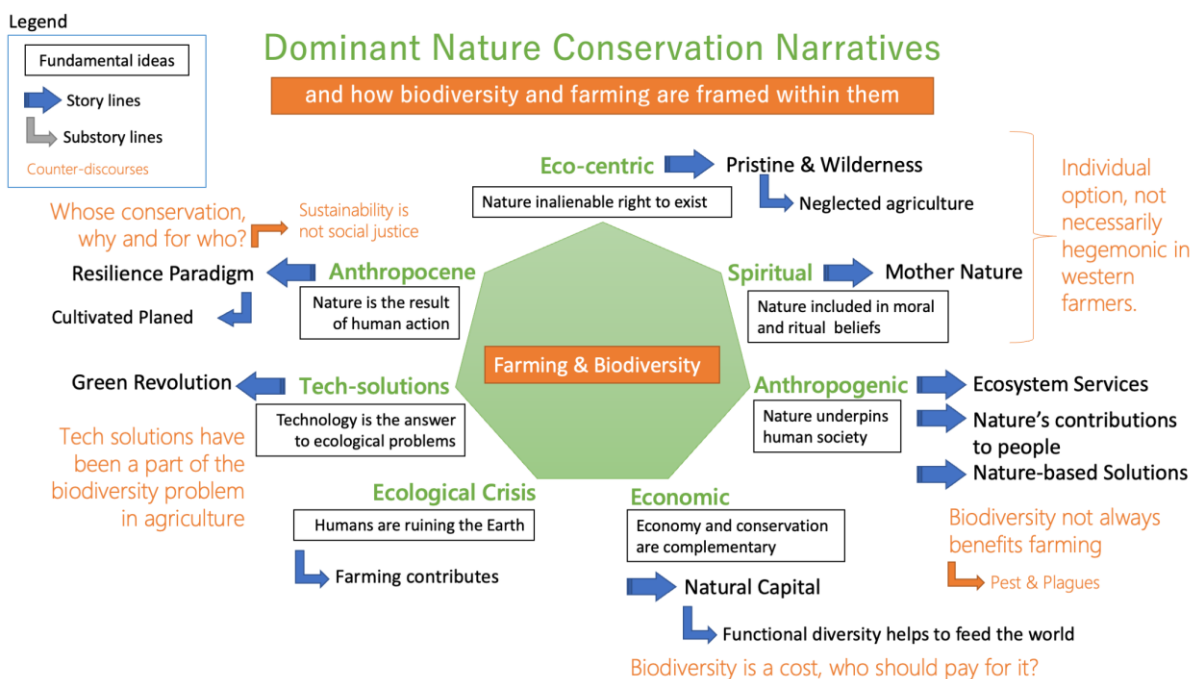 Legend
Fundamental ideas
Story lines
Substory lines
Counter-discourses
Dominant Nature Conservation Narratives
and how biodiversity and farming are framed within them
Eco-centric
Pristine & Wilderness
Nature inalienable right to exist
Neglected agriculture
Individual
option, not
necessarily
hegemonic in
western
farmers.
Whose conservation,
why and for who?
Sustainability is
not social justice
Resilience Paradigm
Anthropocene
Nature is the result
of human action
Cultivated Planed
Spiritual
Mother Nature
Nature included in moral
and ritual beliefs
Farming & Biodiversity
Green Revolution
Tech-solutions
Technology is the answer
to ecological problems
Tech solutions have
been a part of the
biodiversity problem
in agriculture
Anthropogenic
Nature underpins
human society
Ecosystem Services
Nature's contributions
to people
Nature-based Solutions
Biodiversity not always
benefits farming
Pest & Plagues
Ecological Crisis
Humans are ruining the Earth
Farming contributes
Economic
Economy and conservation
are complementary
Natural Capital
Functional diversity helps to feed the world
Biodiversity is a cost, who should pay for it?